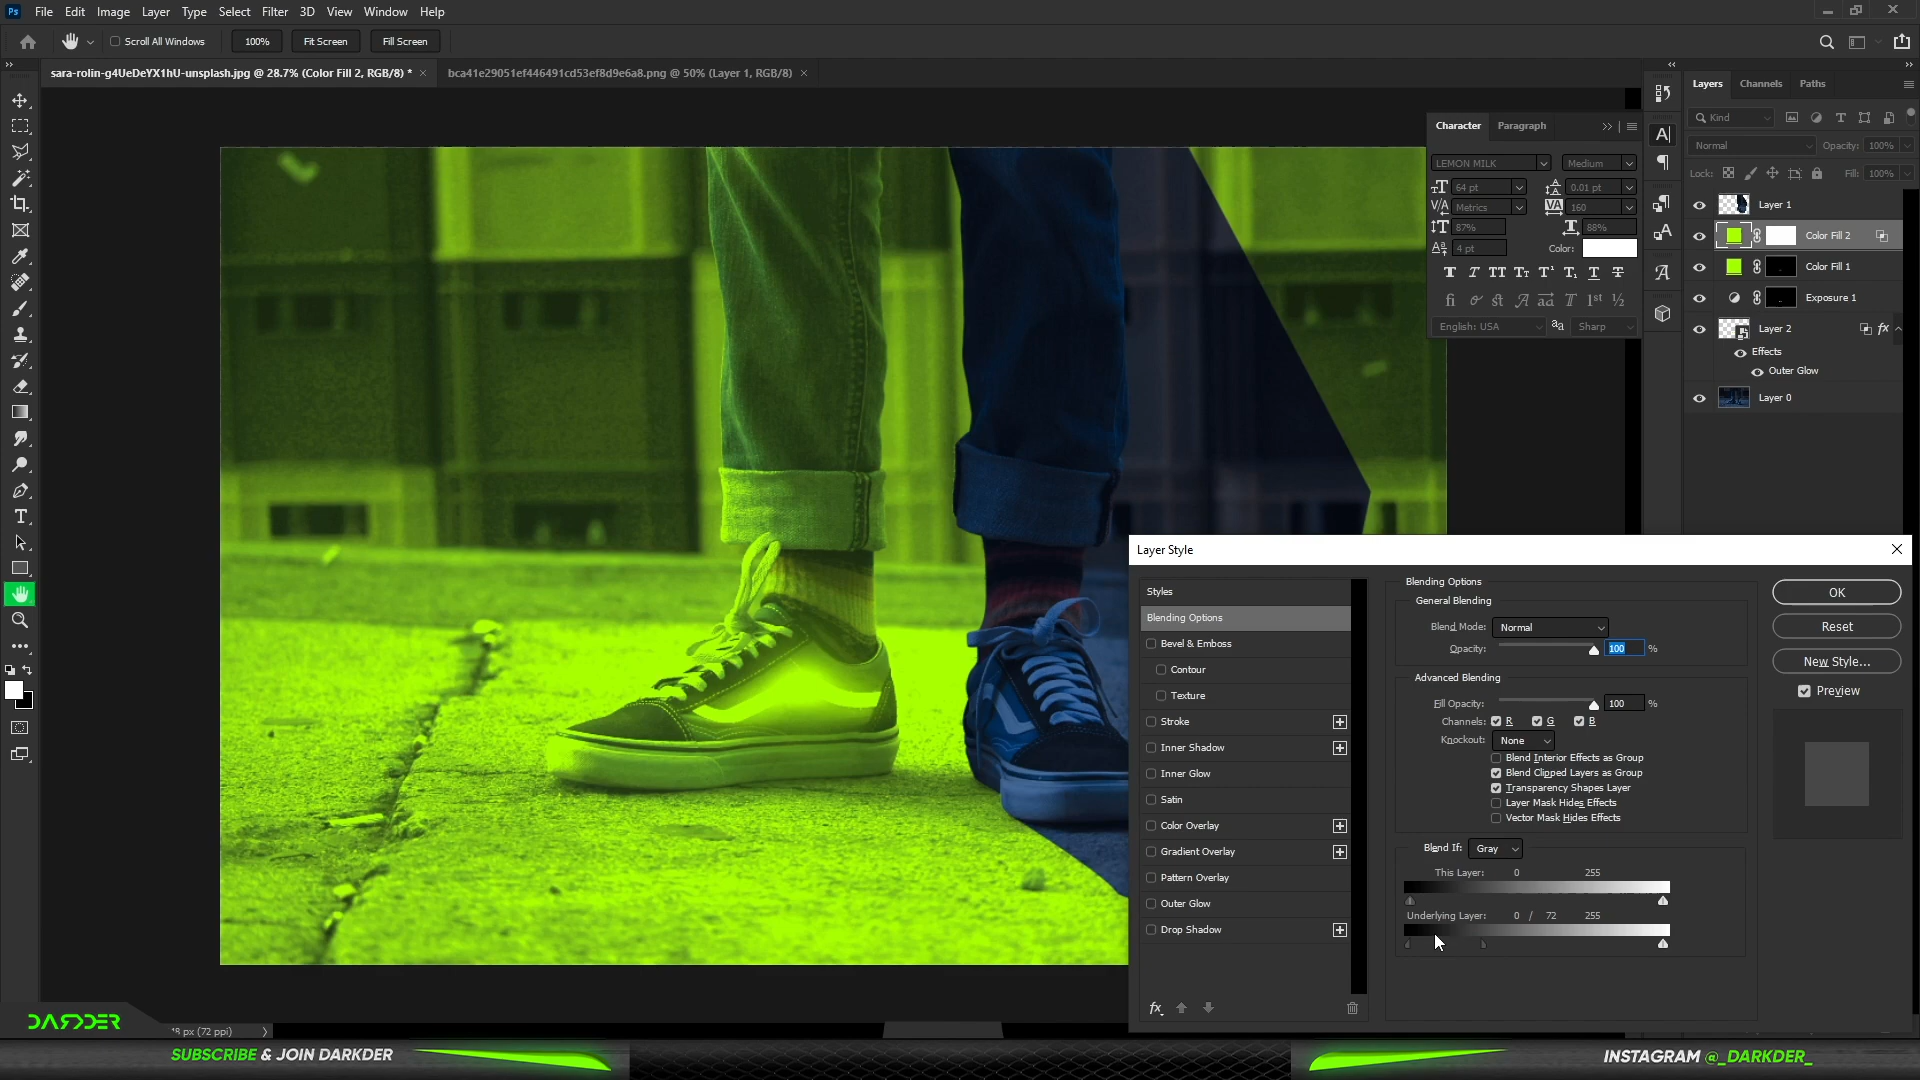 Ps File Edit Image Layer Type Select Filter 3D View Window Help
Scroll All Windows 100% Fit Screen Fill Screen
sara-rolin-g4UeDeYX1hU-unsplash.jpg @ 28.7% (Color Fill 2, RGB/8) * × bca41e29051ef446491cd53ef8d9e6a8.png @ 50% (Layer 1, RGB/8) ×
Character Paragraph
LEMON MILK Medium
64 pt 0.01 pt
Metrics 160
87% 88%
4 pt Color:
English: USA aa Sharp
Layers Channels Paths
Kind
Normal Opacity: 100%
Lock: Fill: 100%
Layer 1
Color Fill 2
Color Fill 1
Exposure 1
Layer 2 fx
Effects
Outer Glow
Layer 0
Layer Style
Styles
Blending Options
Bevel & Emboss
Contour
Texture
Stroke
Inner Shadow
Inner Glow
Satin
Color Overlay
Gradient Overlay
Pattern Overlay
Outer Glow
Drop Shadow
fx
Blending Options
General Blending
Blend Mode: Normal
Opacity: 100 %
Advanced Blending
Fill Opacity: 100 %
Channels: R G B
Knockout: None
Blend Interior Effects as Group
Blend Clipped Layers as Group
Transparency Shapes Layer
Layer Mask Hides Effects
Vector Mask Hides Effects
Blend If: Gray
This Layer: 0 255
Underlying Layer: 0 / 72 255
OK
Reset
New Style...
Preview
DARKDER
(72 ppi)
SUBSCRIBE & JOIN DARKDER
INSTAGRAM @_DARKDER_